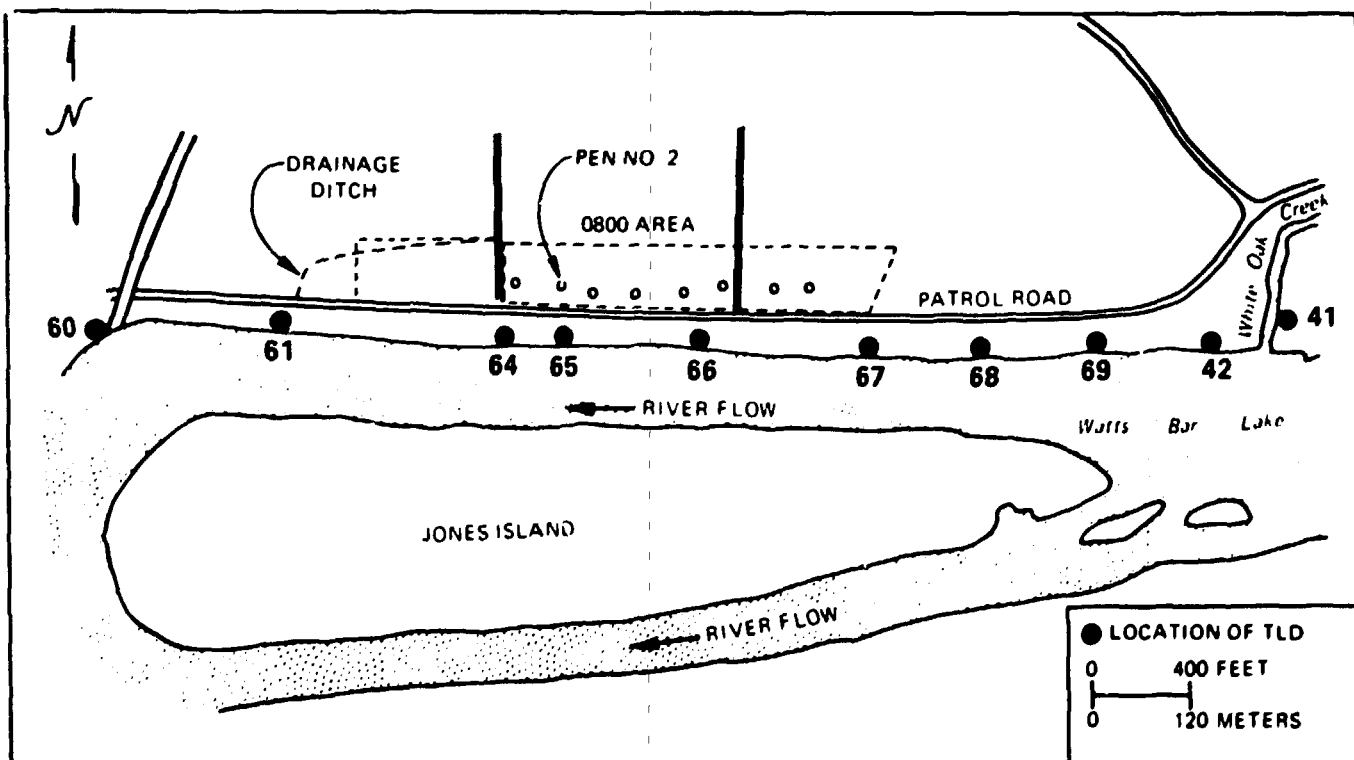 N
DRAINAGE
DITCH
PEN NO 2
0800 AREA
PATROL ROAD
White Oak Creek
60
61
64
65
66
67
68
69
42
41
RIVER FLOW
Watts Bar Lake
JONES ISLAND
RIVER FLOW
LOCATION OF TLD
0 400 FEET
0 120 METERS